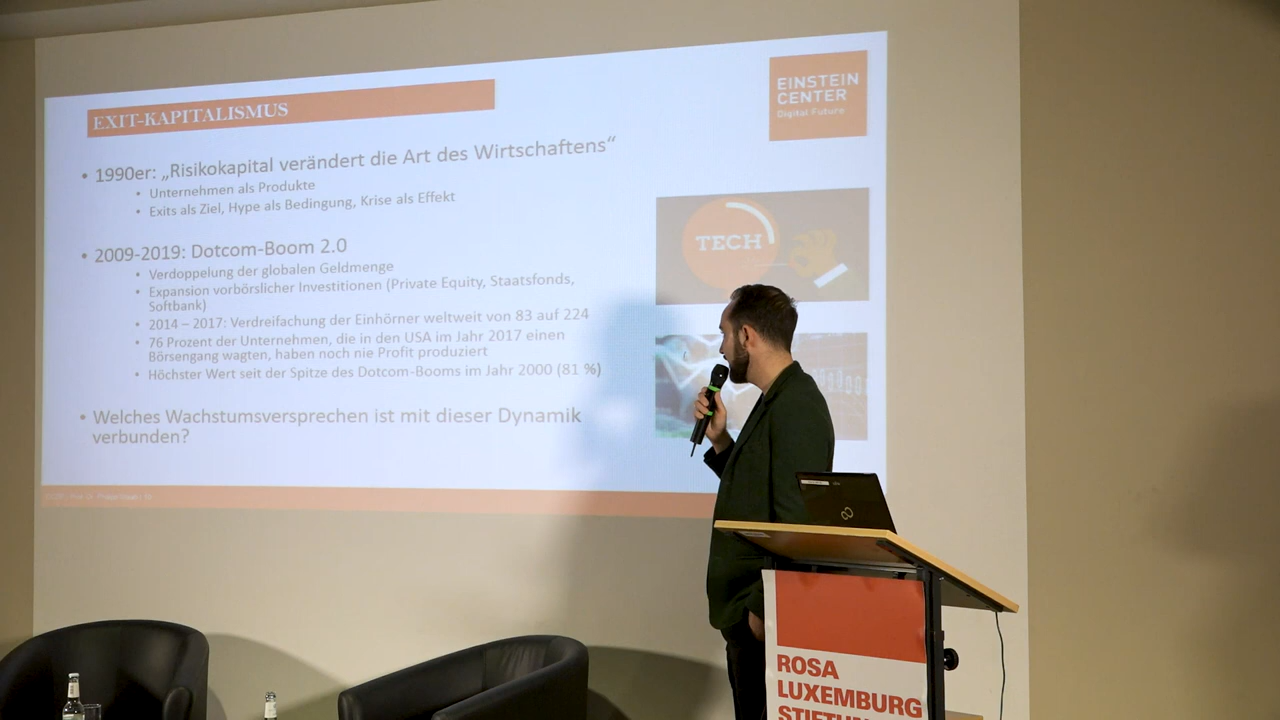 EXIT-KAPITALISMUS
EINSTEIN
CENTER
Digital Future
• 1990er: „Risikokapital verändert die Art des Wirtschaftens“
• Unternehmen als Produkte
• Exits als Ziel, Hype als Bedingung, Krise als Effekt
• 2009-2019: Dotcom-Boom 2.0
• Verdoppelung der globalen Geldmenge
• Expansion vorbörslicher Investitionen (Private Equity, Staatsfonds,
Softbank)
• 2014 – 2017: Verdreifachung der Einhörner weltweit von 83 auf 224
• 76 Prozent der Unternehmen, die in den USA im Jahr 2017 einen
Börsengang wagten, haben noch nie Profit produziert
• Höchster Wert seit der Spitze des Dotcom-Booms im Jahr 2000 (81 %)
• Welches Wachstumsversprechen ist mit dieser Dynamik
verbunden?
TECH
ROSA
LUXEMBURG
STIFTUN